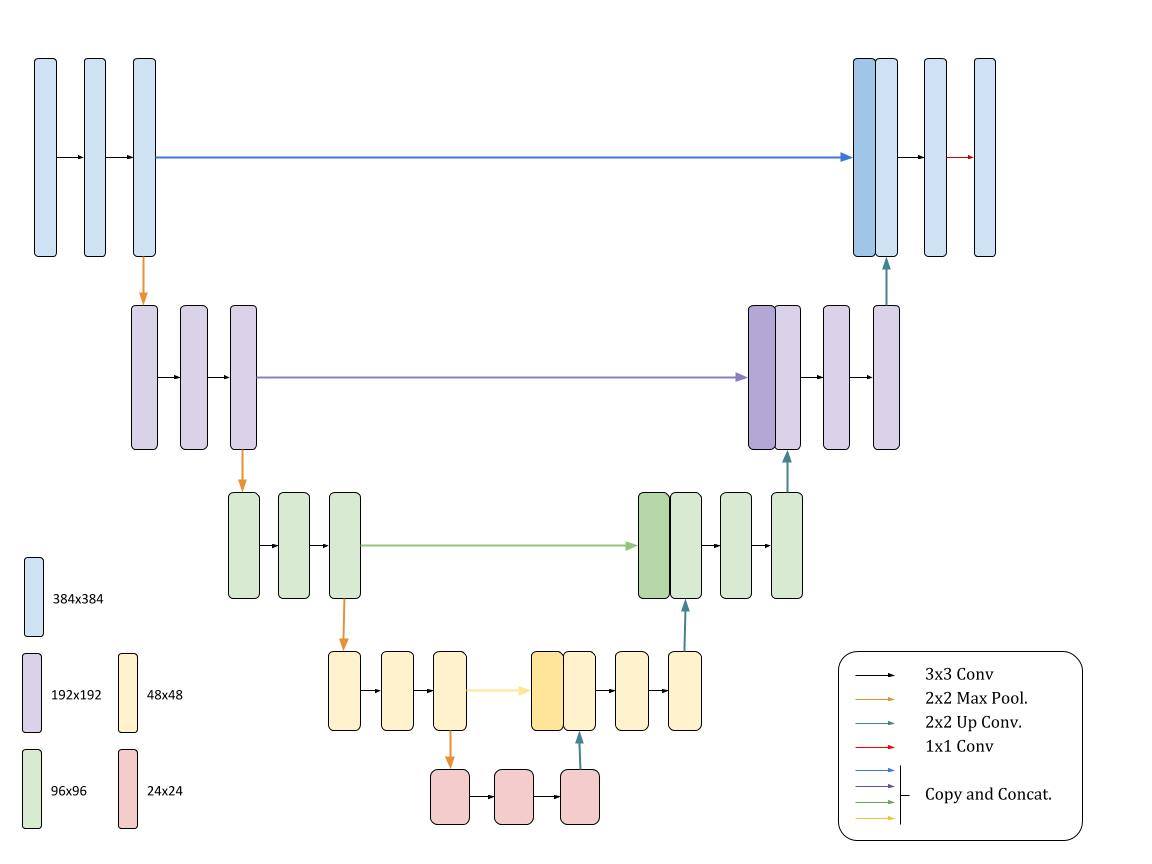 384x384
192x192
48x48
96x96
24x24
3x3 Conv
2x2 Max Pool.
2x2 Up Conv.
1x1 Conv
Copy and Concat.